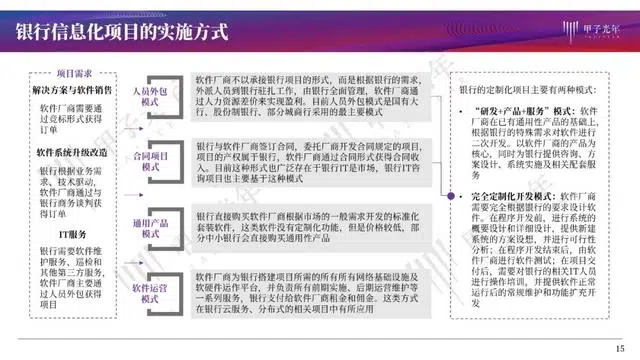 银行信息化项目的实施方式
甲子光年
项目需求
解决方案与软件销售
软件厂商需要通
过竞标形式获得
订单
软件系统升级改造
银行根据业务需
求、技术驱动,
软件厂商通过与
银行商务谈判获
得订单
IT服务
银行需要软件维
护服务、巡检和
其他第三方服务,
软件厂商主要通
过人员外包获得
项目
人员外包
模式
软件厂商不以承接银行项目的形式,而是根据银行的需求,
外派人员到银行驻扎工作,由银行全面管理,软件厂商通
过人力资源差价来实现盈利。目前人员外包模式是国有大
行、股份制银行、部分城商行采用的最主要模式
合同项目
模式
银行与软件厂商签订合同,委托厂商开发合同规定的项目,
项目的产权属于银行,软件厂商通过合同形式获得合同收
入。目前这种形式也广泛存在于银行IT是市场,银行IT咨
询项目也主要基于这种模式
通用产品
模式
银行直接购买软件厂商根据市场的一般需求开发的标准化
套装软件,这类软件没有定制化功能,但是价格较低,部
分中小银行会直接购买通用性产品
软件运营
模式
软件厂商为银行搭建项目所需的所有所有网络基础设施及
软硬件运作平台,并负责所有前期实施、后期运营维护等
一系列服务,银行支付给软件厂商租金和佣金。这类方式
在银行云服务、分布式的相关项目中有所应用
银行的定制化项目主要有两种模式:
• “研发+产品+服务”模式:软件厂
商在已有通用性产品的基础上,
根据银行的特殊需求对软件进行
二次开发。以软件厂商的产品为
核心,同时为银行提供咨询、方
案设计、系统实施及相关配套服
务
• 完全定制化开发模式:软件厂商
需要完全根据银行的要求设计软
件。在程序开发前,进行系统的
概要设计和详细设计,提供新建
系统的方案设想,并进行可行性
分析;在程序开发结束后,由软
件厂商进行软件测试;在项目交
付后,需要对银行的相关IT人员
进行操作培训,并提供软件正常
运行后的常规维护和功能扩充开
发
15